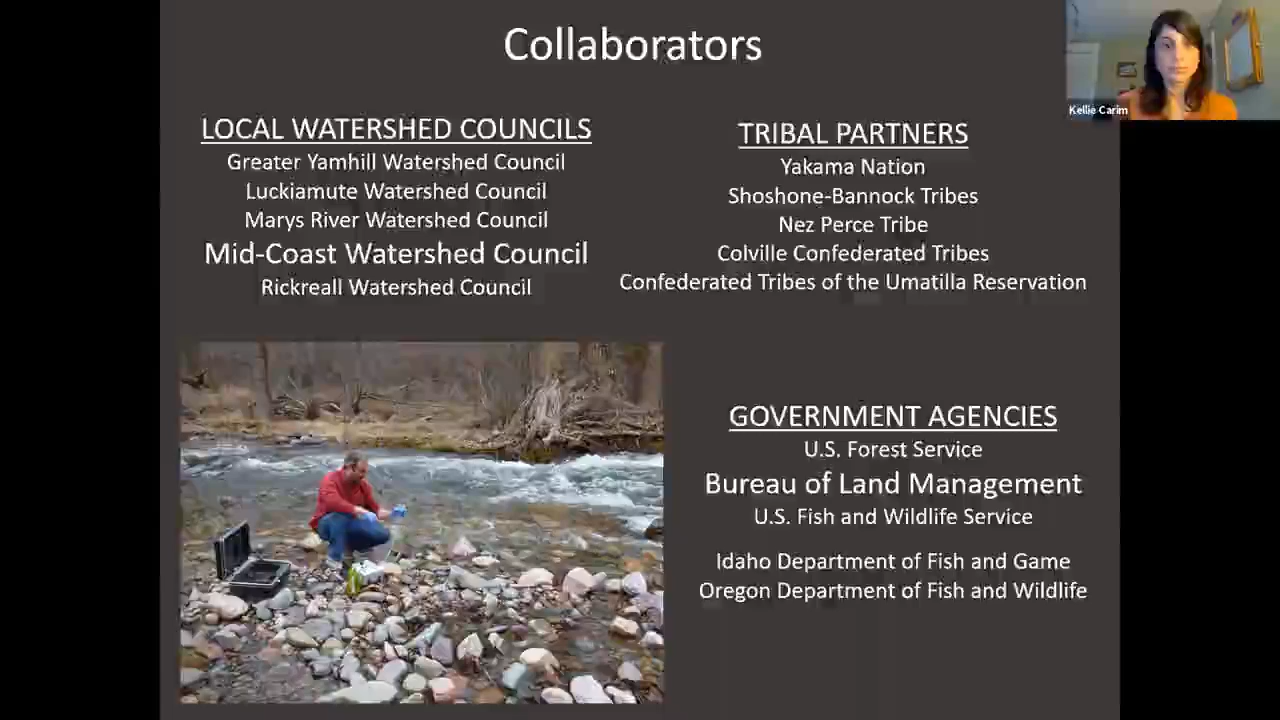 Collaborators
Kellie Carim
LOCAL WATERSHED COUNCILS
Greater Yamhill Watershed Council
Luckiamute Watershed Council
Marys River Watershed Council
Mid-Coast Watershed Council
Rickreall Watershed Council
TRIBAL PARTNERS
Yakama Nation
Shoshone-Bannock Tribes
Nez Perce Tribe
Colville Confederated Tribes
Confederated Tribes of the Umatilla Reservation
GOVERNMENT AGENCIES
U.S. Forest Service
Bureau of Land Management
U.S. Fish and Wildlife Service
Idaho Department of Fish and Game
Oregon Department of Fish and Wildlife